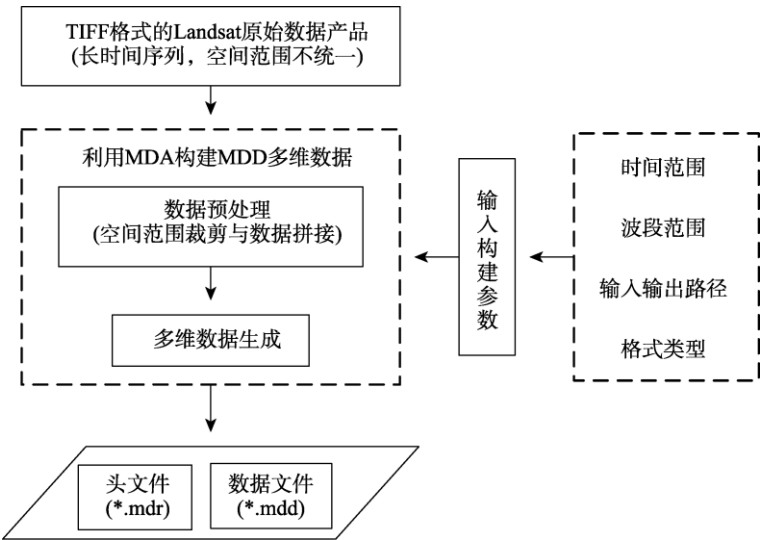 TIFF格式的Landsat原始数据产品
(长时间序列，空间范围不统一)
利用MDA构建MDD多维数据
数据预处理
(空间范围裁剪与数据拼接)
多维数据生成
输入构建参数
时间范围
波段范围
输入输出路径
格式类型
头文件
(*.mdr)
数据文件
(*.mdd)